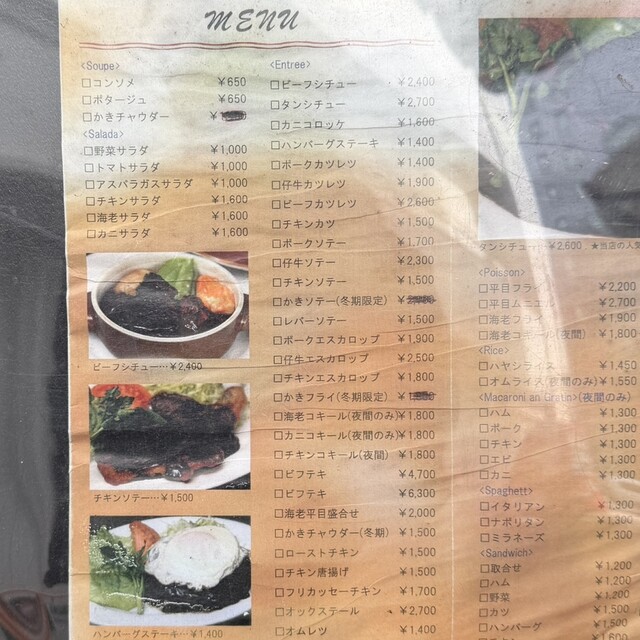 MENU
<Soupe>
□コンソメ ￥650
□ポタージュ ￥650
□かきチャウダー ￥
<Salada>
□野菜サラダ ￥1,000
□トマトサラダ ￥1,000
□アスパラガスサラダ ￥1,000
□チキンサラダ ￥1,600
□海老サラダ ￥1,600
□カニサラダ ￥1,600
ビーフシチュー…￥2,400
チキンソテー…￥1,500
ハンバーグステーキ…￥1,400
<Entree>
□ビーフシチュー ￥2,400
□タンシチュー ￥2,700
□カニコロッケ ￥1,600
□ハンバーグステーキ ￥1,400
□ポークカツレツ ￥1,400
□仔牛カツレツ ￥1,900
□ビーフカツレツ ￥2,600
□チキンカツ ￥1,500
□ポークソテー ￥1,700
□仔牛ソテー ￥2,300
□チキンソテー ￥1,500
□かきソテー(冬期限定) ￥
□レバーソテー ￥1,500
□ポークエスカロップ ￥1,900
□仔牛エスカロップ ￥2,500
□チキンエスカロップ ￥1,800
□かきフライ(冬期限定) ￥
□海老コキール(夜間のみ)￥1,800
□カニコキール(夜間のみ)￥1,800
□チキンコキール(夜間) ￥1,800
□ビフテキ ￥4,700
□ビフテキ ￥6,300
□海老平目盛合せ ￥2,000
□かきチャウダー(冬期) ￥1,500
□ローストチキン ￥1,500
□チキン唐揚げ ￥1,500
□フリカッセーチキン ￥1,700
□オックステール ￥2,700
□オムレツ ￥1,400
タンシチュー…￥2,600 ★当店の人気
<Poisson>
□平目フライ ￥2,200
□平目ムニエル ￥2,700
□海老フライ ￥1,900
□海老コキール(夜間) ￥1,800
<Rice>
□ハヤシライス ￥1,450
□オムライス(夜間のみ)￥1,550
<Macaroni an Gratin>(夜間のみ)
□ハム ￥1,300
□ポーク ￥1,300
□チキン ￥1,300
□エビ ￥1,300
□カニ ￥1,300
<Spaghett>
□イタリアン ￥1,300
□ナポリタン ￥1,300
□ミラネーズ ￥1,300
<Sandwich>
□取合せ ￥1,200
□ハム ￥1,200
□野菜 ￥1,200
□カツ ￥1,500
□ハンバーグ ￥1,500